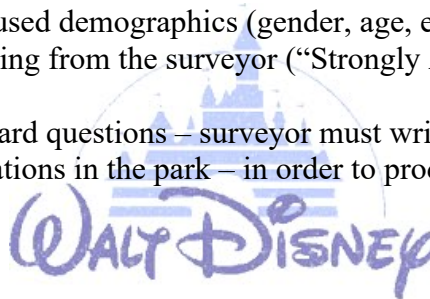 used demographics (gender, age, e
ing from the surveyor (“Strongly
ard questions – surveyor must wri
ations in the park – in order to pro
WALT DISNEY